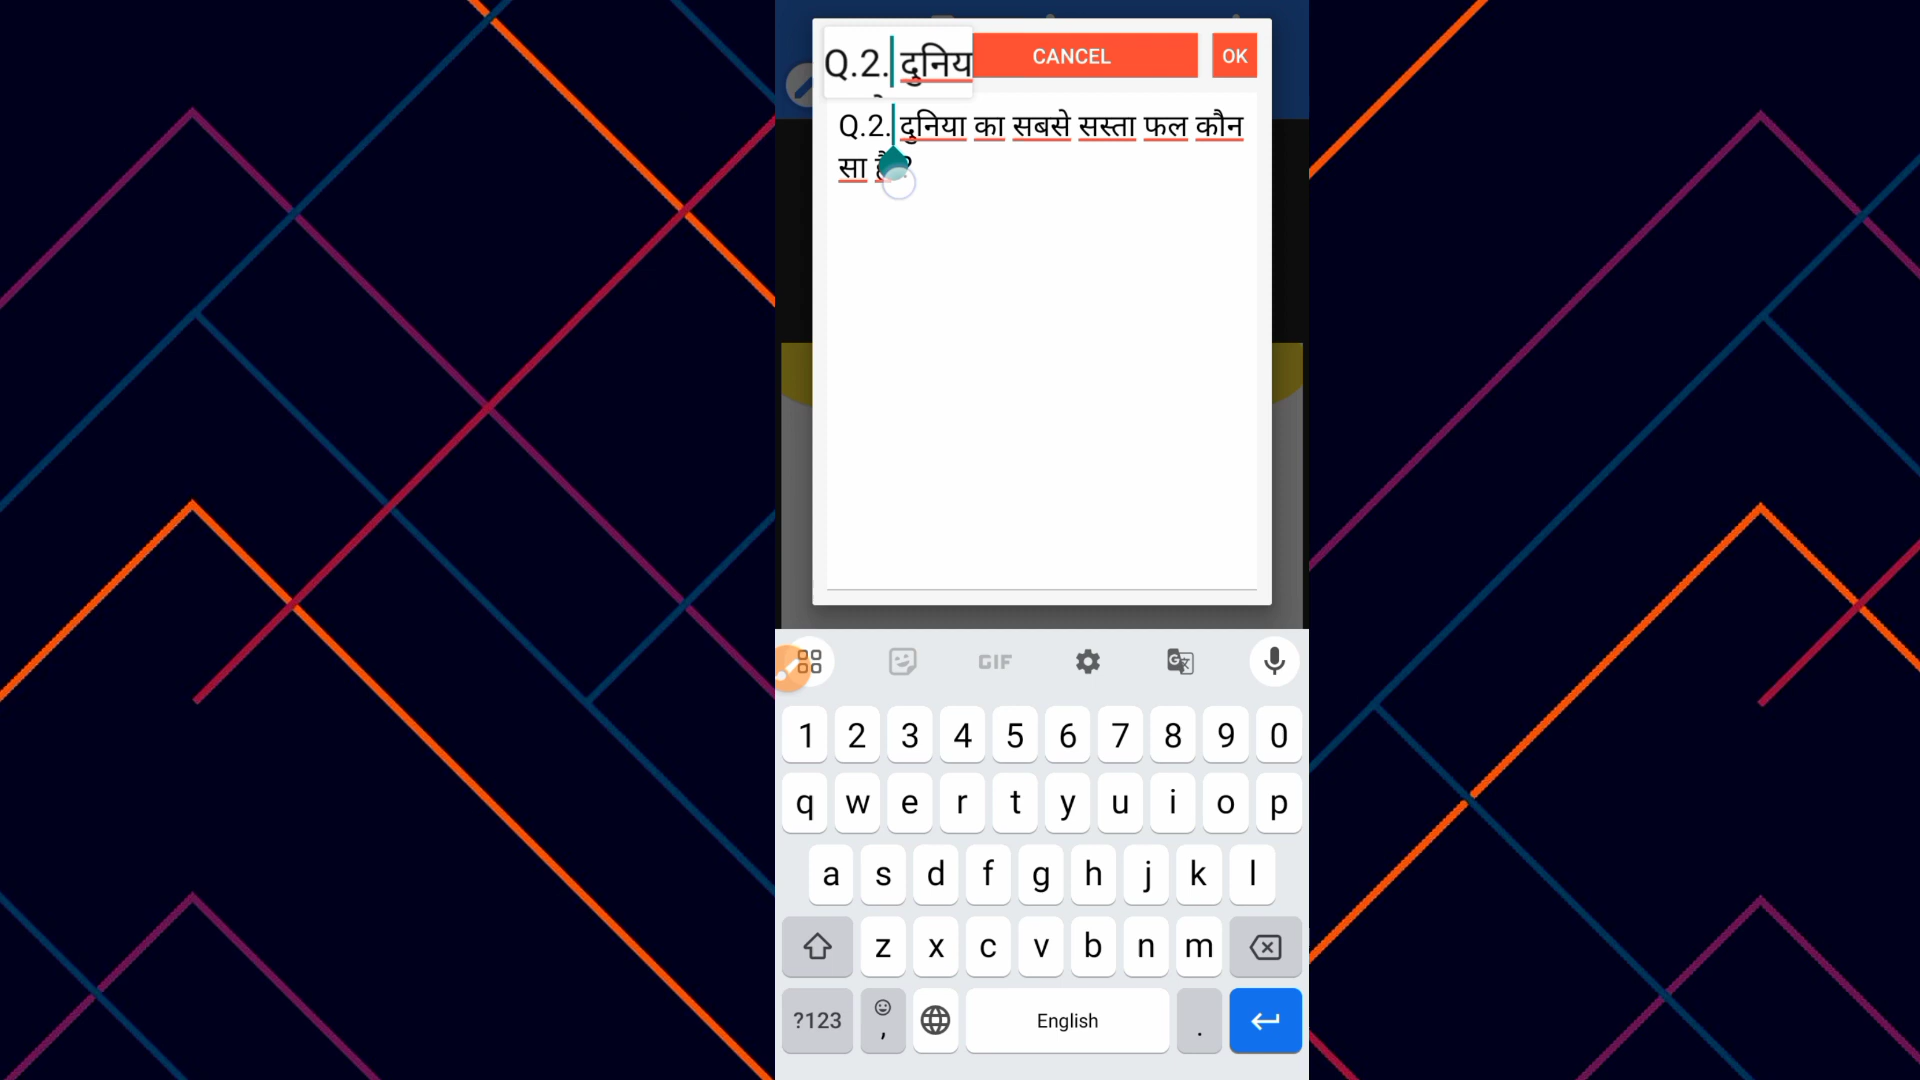 Q.2. दुनिय
CANCEL
OK
Q.2. दुनिया का सबसे सस्ता फल कौन
सा
GIF
1 2 3 4 5 6 7 8 9 0
q w e r t y u i o p
a s d f g h j k l
z x c v b n m
?123 , English .